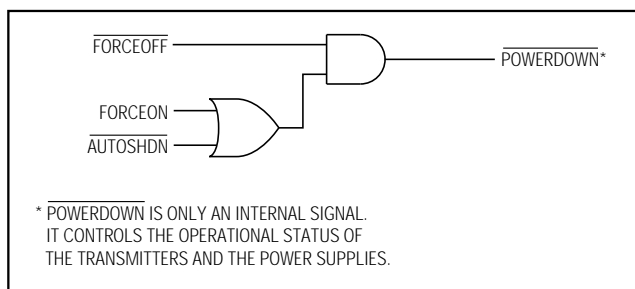 FORCEOFF
POWERDOWN*
FORCEON
AUTOSHDN
* POWERDOWN IS ONLY AN INTERNAL SIGNAL.
IT CONTROLS THE OPERATIONAL STATUS OF
THE TRANSMITTERS AND THE POWER SUPPLIES.